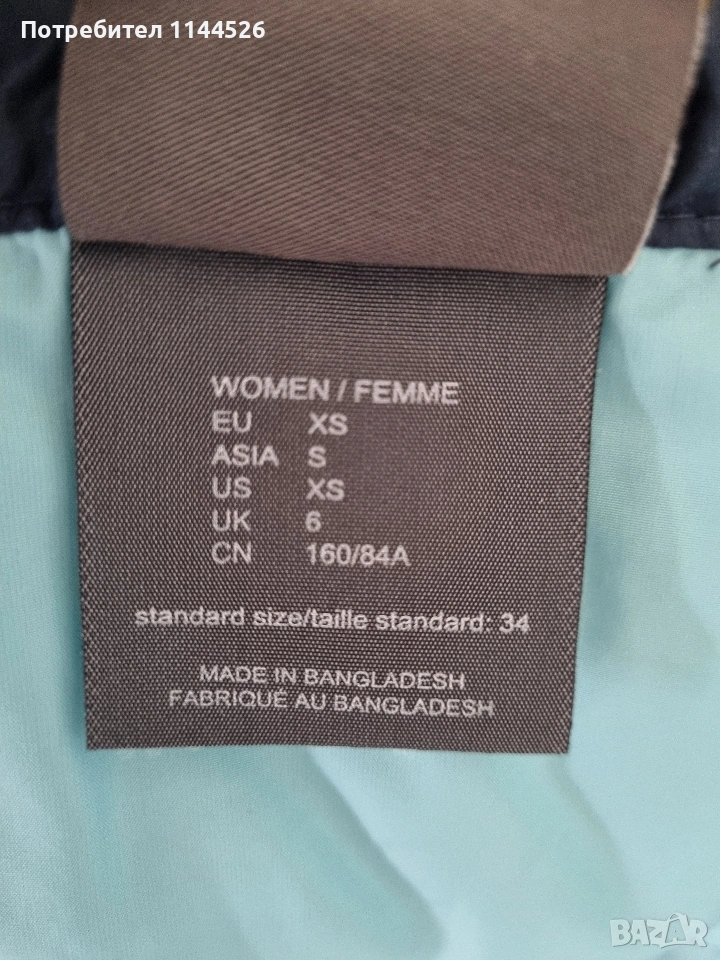 Потребител 1144526
WOMEN / FEMME
EU XS
ASIA S
US XS
UK 6
CN 160/84A
standard size/taille standard: 34
MADE IN BANGLADESH
FABRIQUÉ AU BANGLADESH
BAZAR